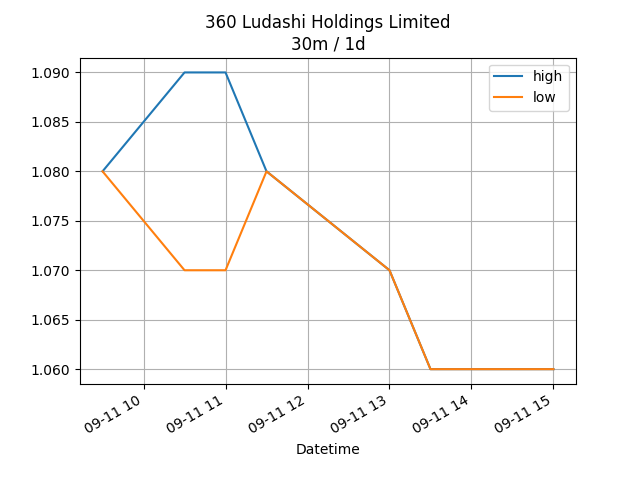 360 Ludashi Holdings Limited
30m / 1d
high
low
1.090
1.085
1.080
1.075
1.070
1.065
1.060
09-11 10
09-11 11
09-11 12
09-11 13
09-11 14
09-11 15
Datetime